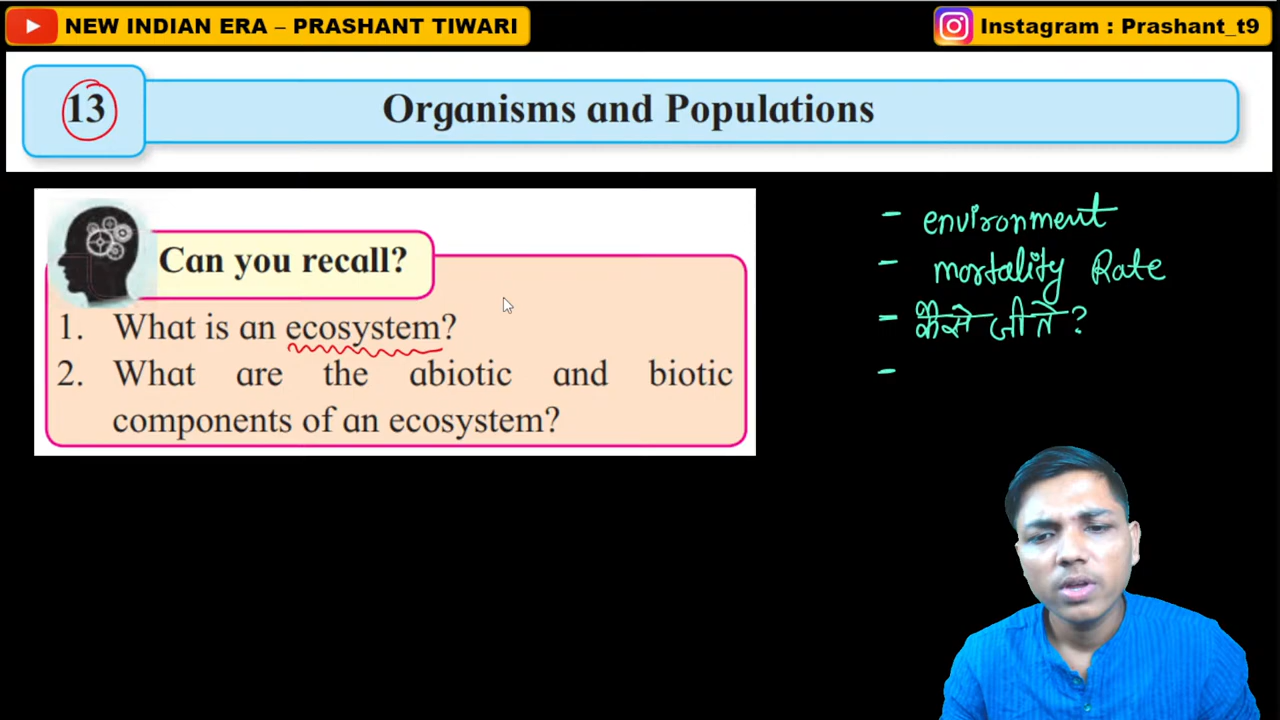 NEW INDIAN ERA – PRASHANT TIWARI
Instagram : Prashant_t9
13
Organisms and Populations
Can you recall?
1. What is an ecosystem?
2. What are the abiotic and biotic
components of an ecosystem?
- environment
- mortality Rate
- कैसे जीते ?
-